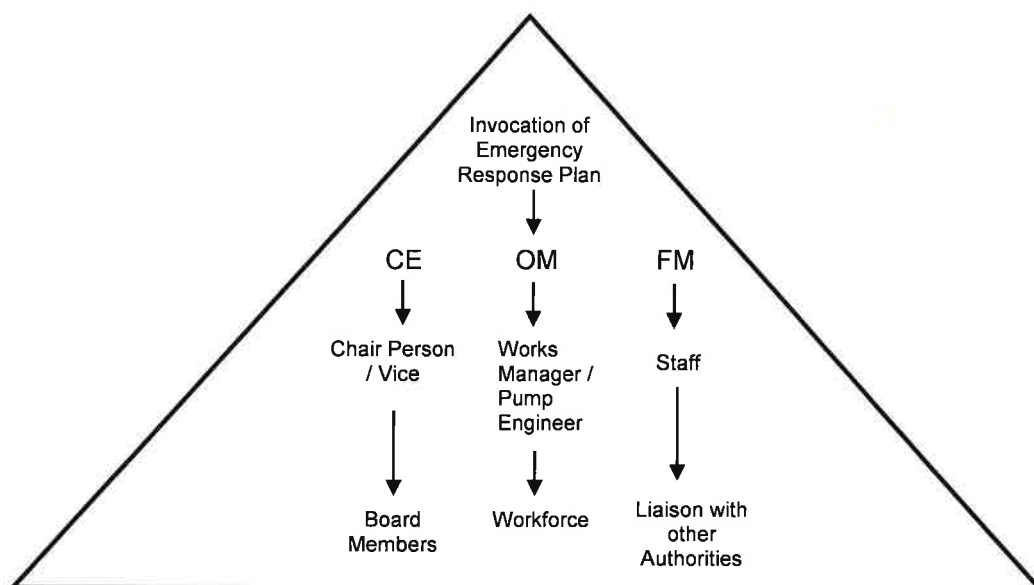 Invocation of
Emergency
Response Plan
CE
OM
FM
Chair Person
/ Vice
Works
Manager /
Pump
Engineer
Staff
Board
Members
Workforce
Liaison with
other
Authorities